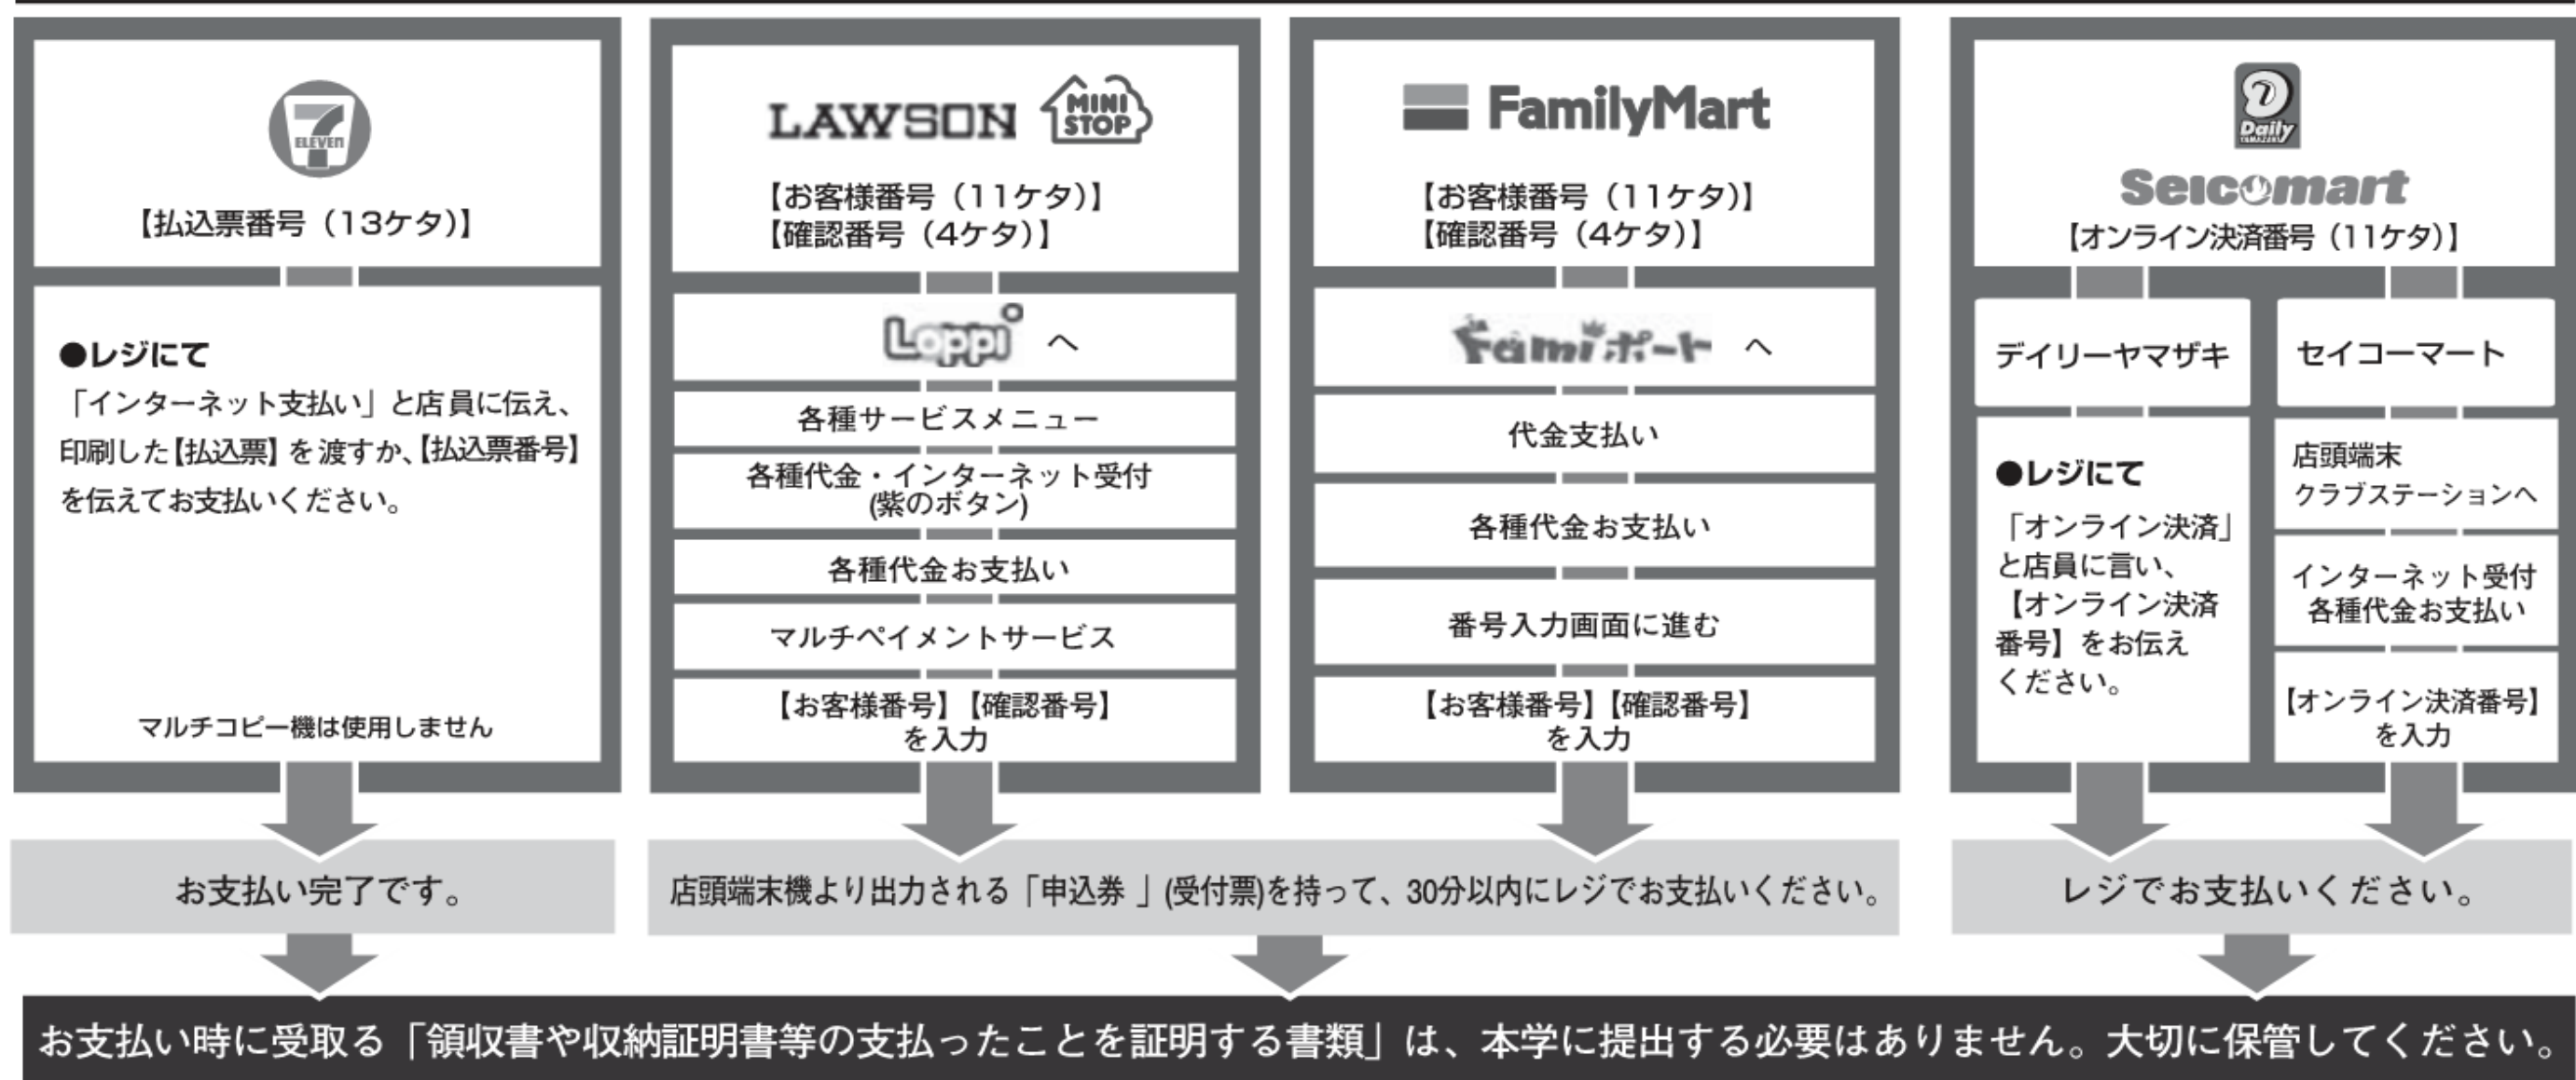 7
ELEVEN
【払込票番号（13ケタ）】
●レジにて
「インターネット支払い」と店員に伝え、
印刷した【払込票】を渡すか、【払込票番号】
を伝えてお支払いください。
マルチコピー機は使用しません
お支払い完了です。
LAWSON
MINI
STOP
【お客様番号（11ケタ）】
【確認番号（4ケタ）】
Loppi へ
各種サービスメニュー
各種代金・インターネット受付
(紫のボタン)
各種代金お支払い
マルチペイメントサービス
【お客様番号】【確認番号】
を入力
FamilyMart
【お客様番号（11ケタ）】
【確認番号（4ケタ）】
Famiポート へ
代金支払い
各種代金お支払い
番号入力画面に進む
【お客様番号】【確認番号】
を入力
店頭端末機より出力される「申込券 」(受付票)を持って、30分以内にレジでお支払いください。
Daily
YAMAZAKI
Seicomart
【オンライン決済番号（11ケタ）】
デイリーヤマザキ
●レジにて
「オンライン決済」
と店員に言い、
【オンライン決済
番号】をお伝え
ください。
セイコーマート
店頭端末
クラブステーションへ
インターネット受付
各種代金お支払い
【オンライン決済番号】
を入力
レジでお支払いください。
お支払い時に受取る「領収書や収納証明書等の支払ったことを証明する書類」は、本学に提出する必要はありません。大切に保管してください。